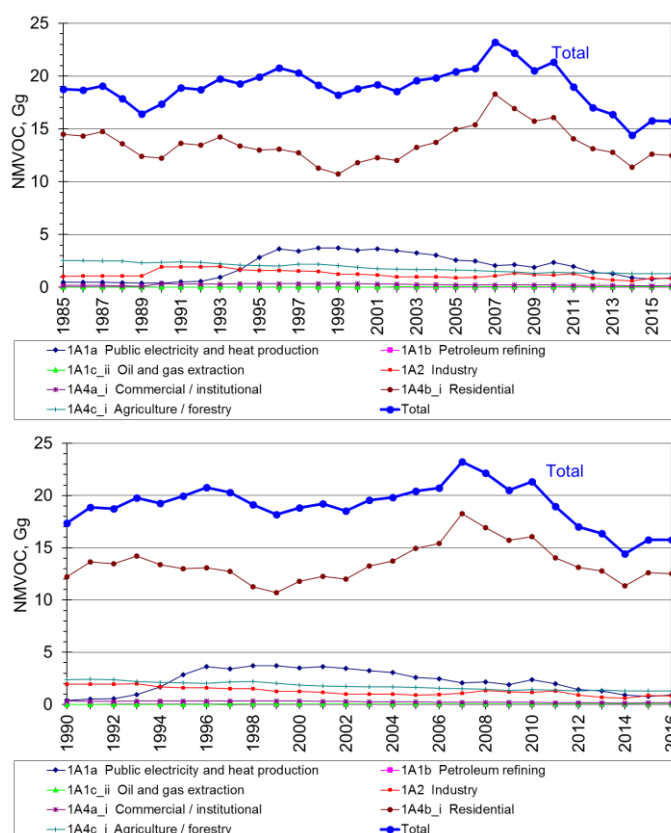 25
20
15
10
5
0
NMVOC, Gg
Total
1985 1987 1989 1991 1993 1995 1997 1999 2001 2003 2005 2007 2009 2011 2013 2015
1A1a Public electricity and heat production 1A1b Petroleum refining
1A1c_ii Oil and gas extraction 1A2 Industry
1A4a_i Commercial / institutional 1A4b_i Residential
1A4c_i Agriculture / forestry Total
25
20
15
10
5
0
NMVOC, Gg
Total
1990 1992 1994 1996 1998 2000 2002 2004 2006 2008 2010 2012 2014 2016
1A1a Public electricity and heat production 1A1b Petroleum refining
1A1c_ii Oil and gas extraction 1A2 Industry
1A4a_i Commercial / institutional 1A4b_i Residential
1A4c_i Agriculture / forestry Total